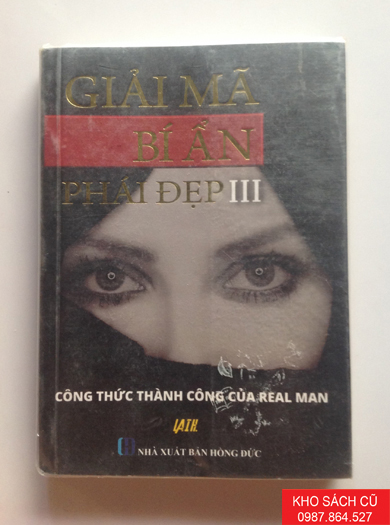 GIẢI MÃ
BÍ ẨN
PHÁI ĐẸP III
CÔNG THỨC THÀNH CÔNG CỦA REAL MAN
NHÀ XUẤT BẢN HỒNG ĐỨC
KHO SÁCH CŨ
0987.864.527